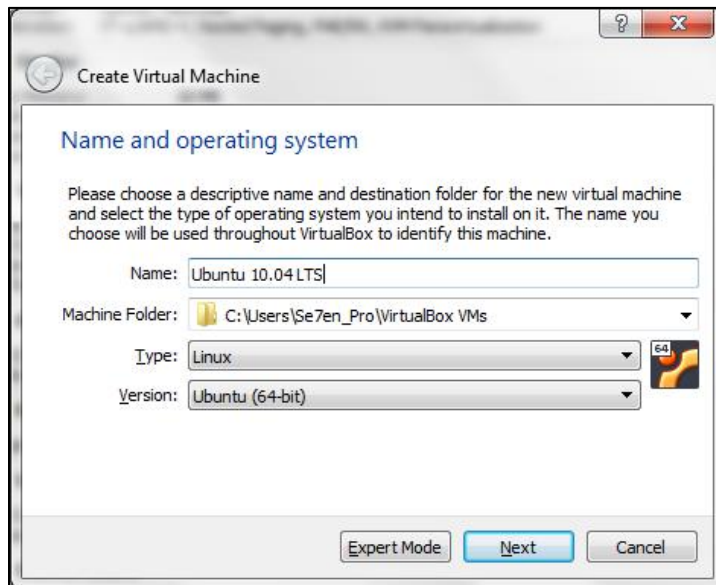 Create Virtual Machine
Name and operating system
Please choose a descriptive name and destination folder for the new virtual machine
and select the type of operating system you intend to install on it. The name you
choose will be used throughout VirtualBox to identify this machine.
Name: Ubuntu 10.04 LTS
Machine Folder: C:\Users\Se7en_Pro\VirtualBox VMs
Type: Linux
64
Version: Ubuntu (64-bit)
Expert Mode Next Cancel